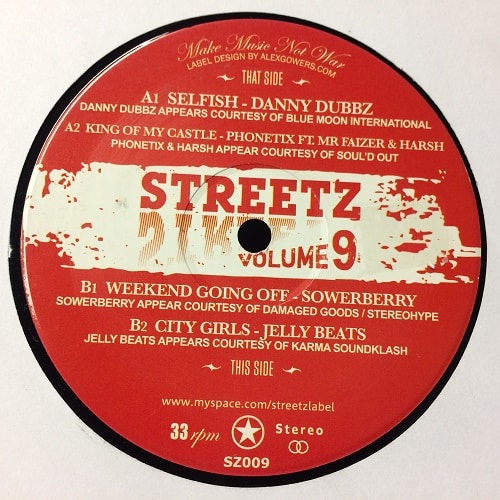 Make Music Not War
LABEL DESIGN BY ALEXGOWERS.COM
THAT SIDE
A1 SELFISH - DANNY DUBBZ
DANNY DUBBZ APPEARS COURTESY OF BLUE MOON INTERNATIONAL
A2 KING OF MY CASTLE - PHONETIX FT. MR FAIZER & HARSH
PHONETIX & HARSH APPEAR COURTESY OF SOUL'D OUT
STREETZ
VOLUME 9
B1 WEEKEND GOING OFF - SOWERBERRY
SOWERBERRY APPEAR COURTESY OF DAMAGED GOODS / STEREOHYPE
B2 CITY GIRLS - JELLY BEATS
JELLY BEATS APPEARS COURTESY OF KARMA SOUNDKLASH
THIS SIDE
www.myspace.com/streetzlabel
33 rpm Stereo
SZ009